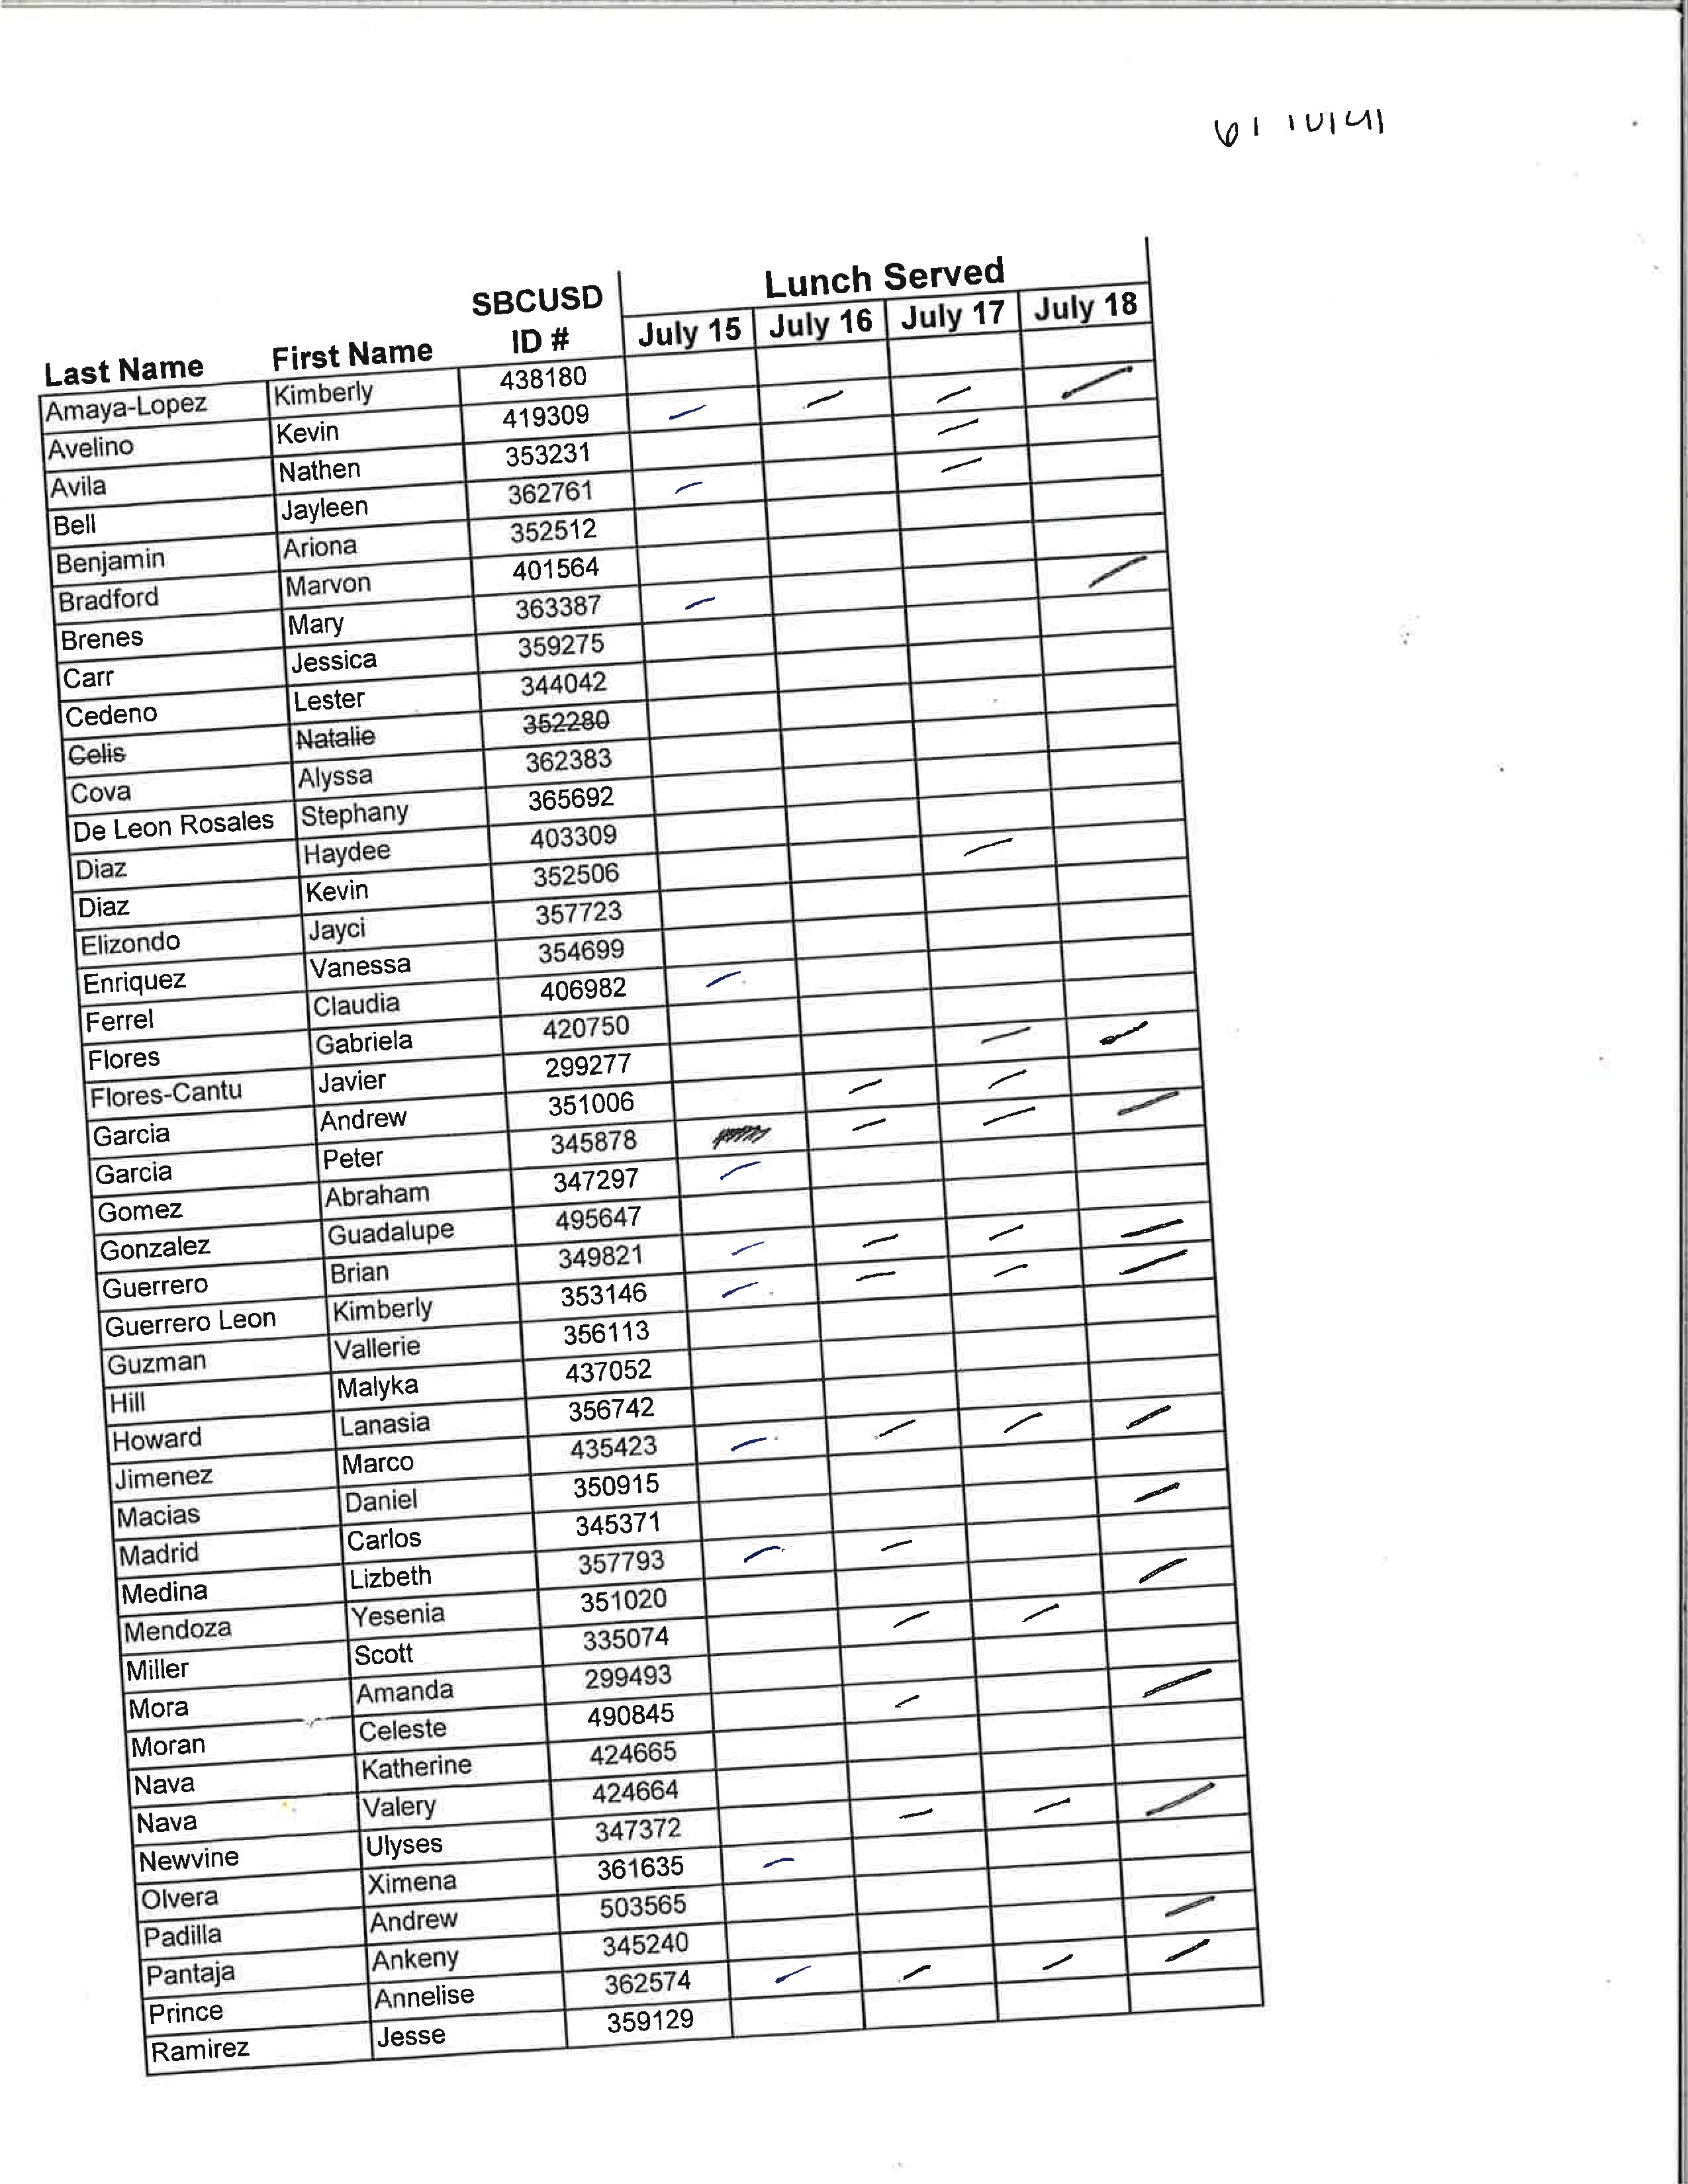 Lunch Served
SBCUSD
Last Name First Name ID # July 15 July 16 July 17 July 18
Amaya-Lopez Kimberly 438180
Avelino Kevin 419309
Avila Nathen 353231
Bell Jayleen 362761
Benjamin Ariona 352512
Bradford Marvon 401564
Brenes Mary 363387
Carr Jessica 359275
Cedeno Lester 344042
Celis Natalie 352280
Cova Alyssa 362383
De Leon Rosales Stephany 365692
Diaz Haydee 403309
Diaz Kevin 352506
Elizondo Jayci 357723
Enriquez Vanessa 354699
Ferrel Claudia 406982
Flores Gabriela 420750
Flores-Cantu Javier 299277
Garcia Andrew 351006
Garcia Peter 345878
Gomez Abraham 347297
Gonzalez Guadalupe 495647
Guerrero Brian 349821
Guerrero Leon Kimberly 353146
Guzman Vallerie 356113
Hill Malyka 437052
Howard Lanasia 356742
Jimenez Marco 435423
Macias Daniel 350915
Madrid Carlos 345371
Medina Lizbeth 357793
Mendoza Yesenia 351020
Miller Scott 335074
Mora Amanda 299493
Moran Celeste 490845
Nava Katherine 424665
Nava Valery 424664
Newvine Ulyses 347372
Olvera Ximena 361635
Padilla Andrew 503565
Pantaja Ankeny 345240
Prince Annelise 362574
Ramirez Jesse 359129